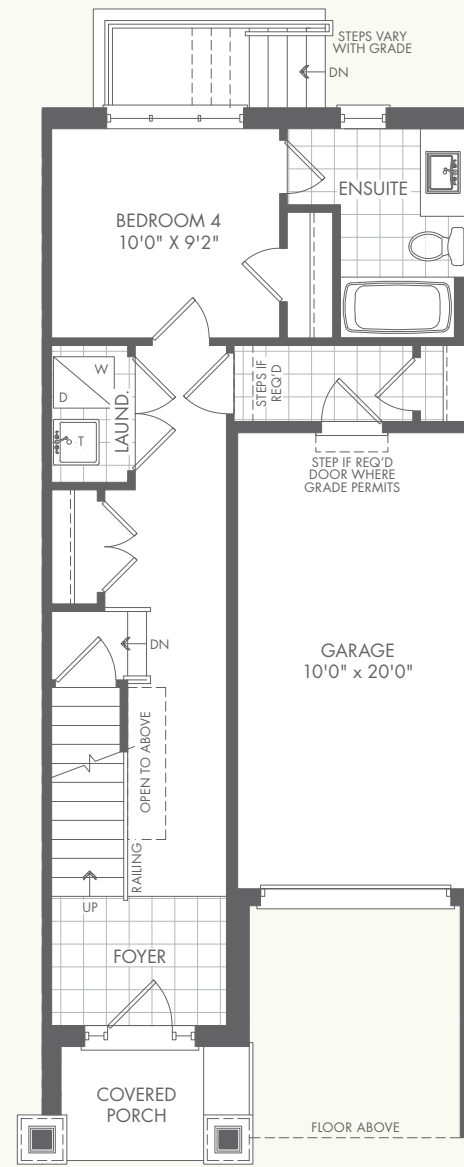 STEPS VARY
WITH GRADE
DN
ENSUITE
BEDROOM 4
10'0" X 9'2"
W
D
LAUND.
T
STEPS IF
REQ'D
STEP IF REQ'D
DOOR WHERE
GRADE PERMITS
DN
GARAGE
10'0" x 20'0"
OPEN TO ABOVE
RAILING
UP
FOYER
COVERED
PORCH
FLOOR ABOVE